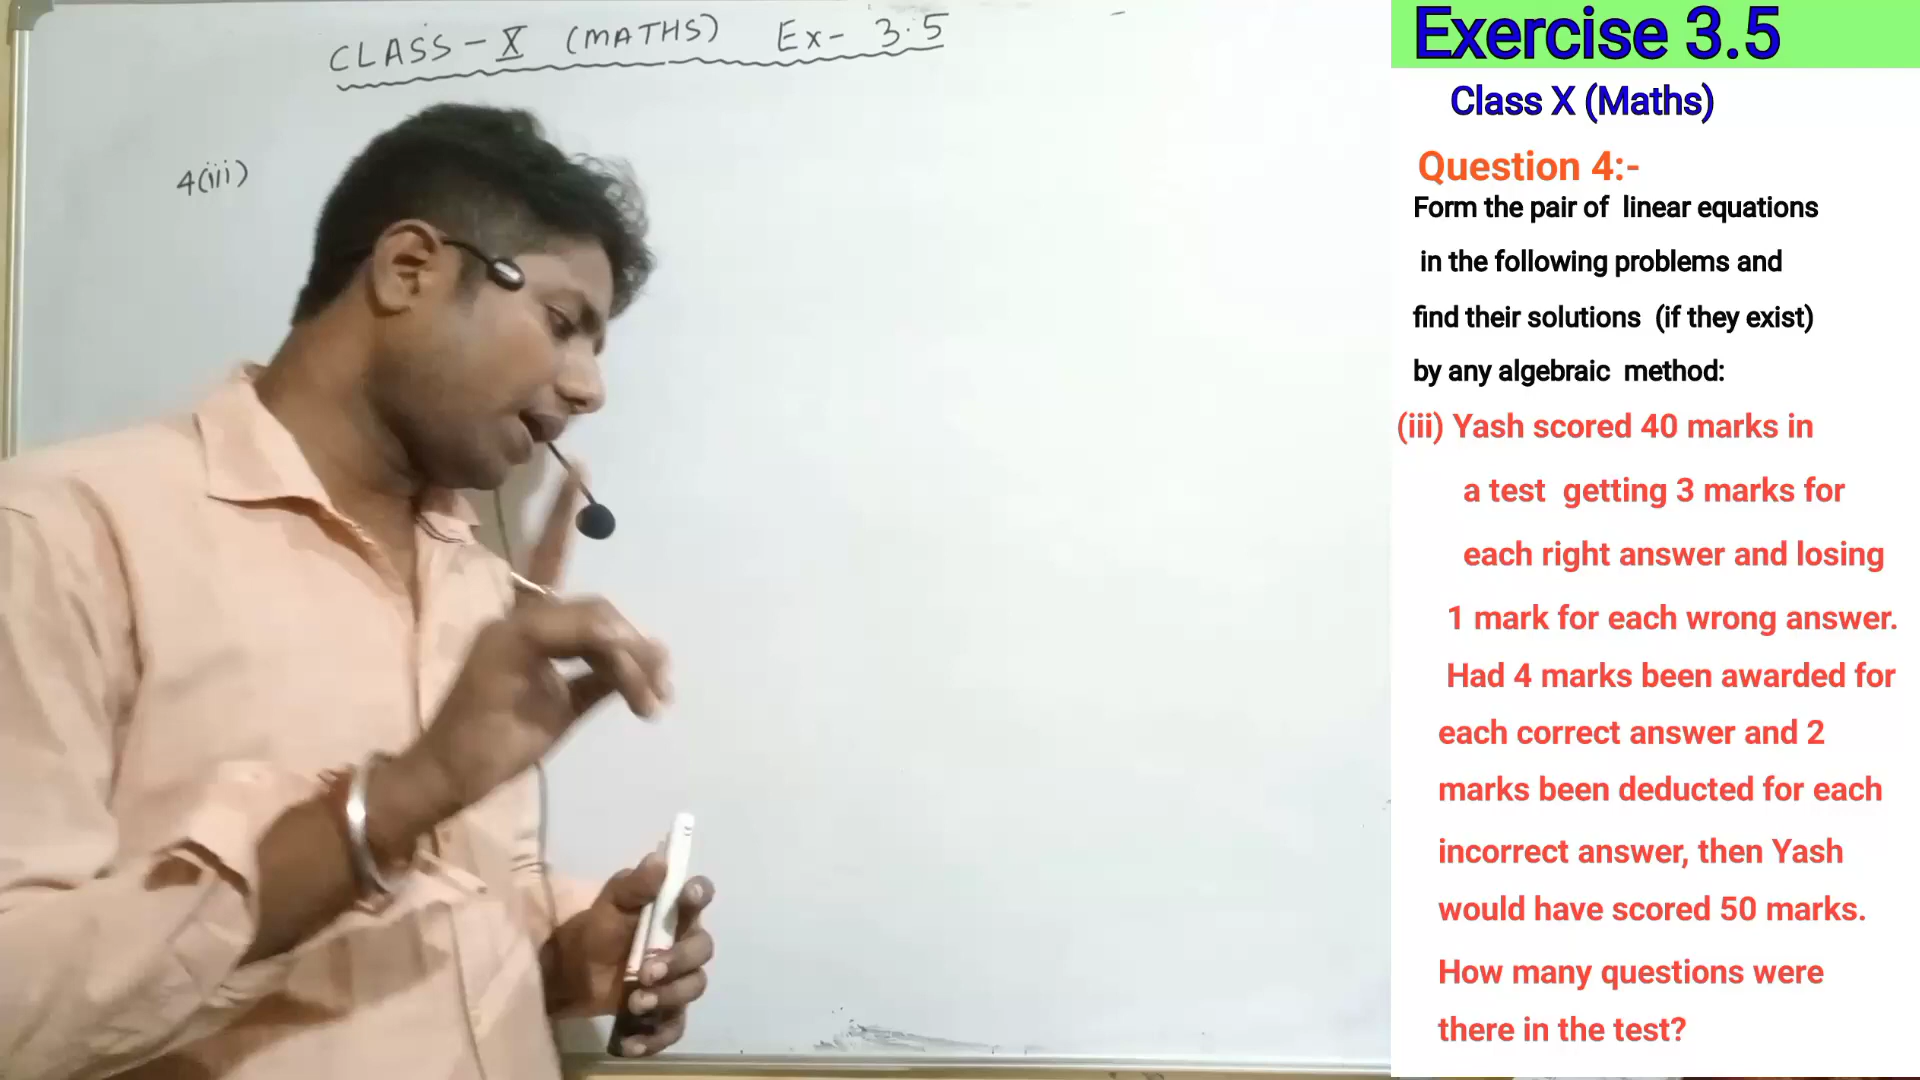 CLASS - X (MATHS) Ex- 3.5
4(iii)
Exercise 3.5
Class X (Maths)
Question 4:-
Form the pair of linear equations
in the following problems and
find their solutions (if they exist)
by any algebraic method:
(iii) Yash scored 40 marks in
a test getting 3 marks for
each right answer and losing
1 mark for each wrong answer.
Had 4 marks been awarded for
each correct answer and 2
marks been deducted for each
incorrect answer, then Yash
would have scored 50 marks.
How many questions were
there in the test?